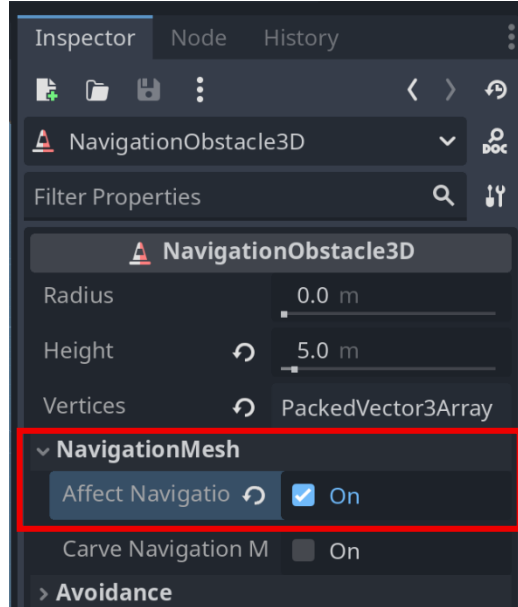 Inspector Node History
NavigationObstacle3D
DOC
Filter Properties
NavigationObstacle3D
Radius 0.0 m
Height 5.0 m
Vertices PackedVector3Array
NavigationMesh
Affect Navigatio On
Carve Navigation M On
Avoidance